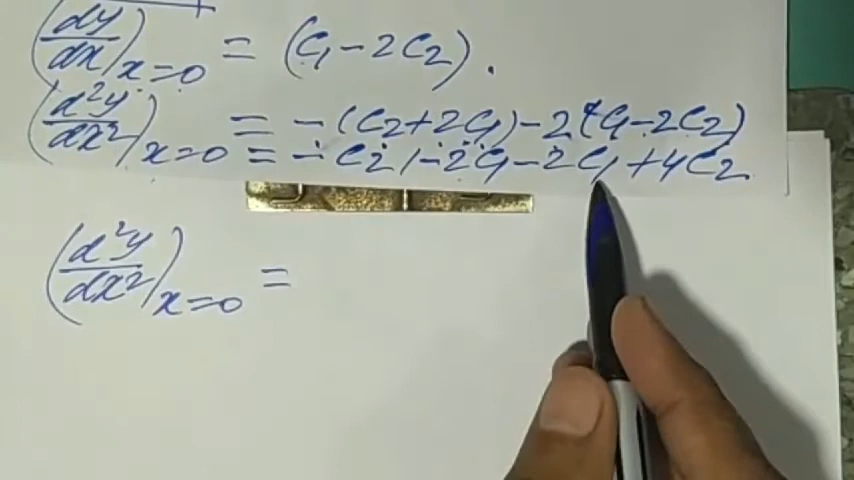 (dy/dx)x=0 = (C1 - 2C2).
(d²y/dx²)x=0 = -(C2 + 2C1) - 2(C1 - 2C2)
= -C2 - 2C1 - 2C1 + 4C2
(d²y/dx²)x=0 =